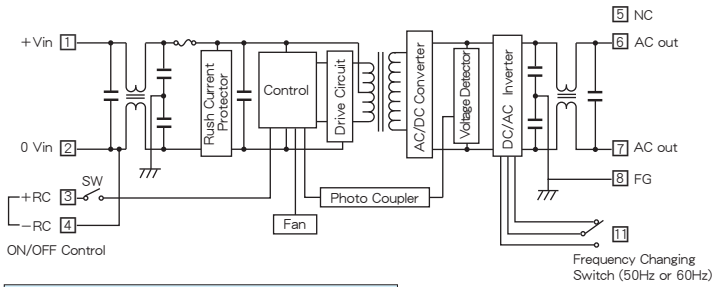 5 NC
+Vin 1
6 AC out
Rush Current
Protector
Control
Drive Circuit
AC/DC Converter
Voltage Detector
DC/AC Inverter
0 Vin 2
7 AC out
SW
+RC 3
8 FG
Photo Coupler
−RC 4
Fan
11
ON/OFF Control
Frequency Changing
Switch (50Hz or 60Hz)